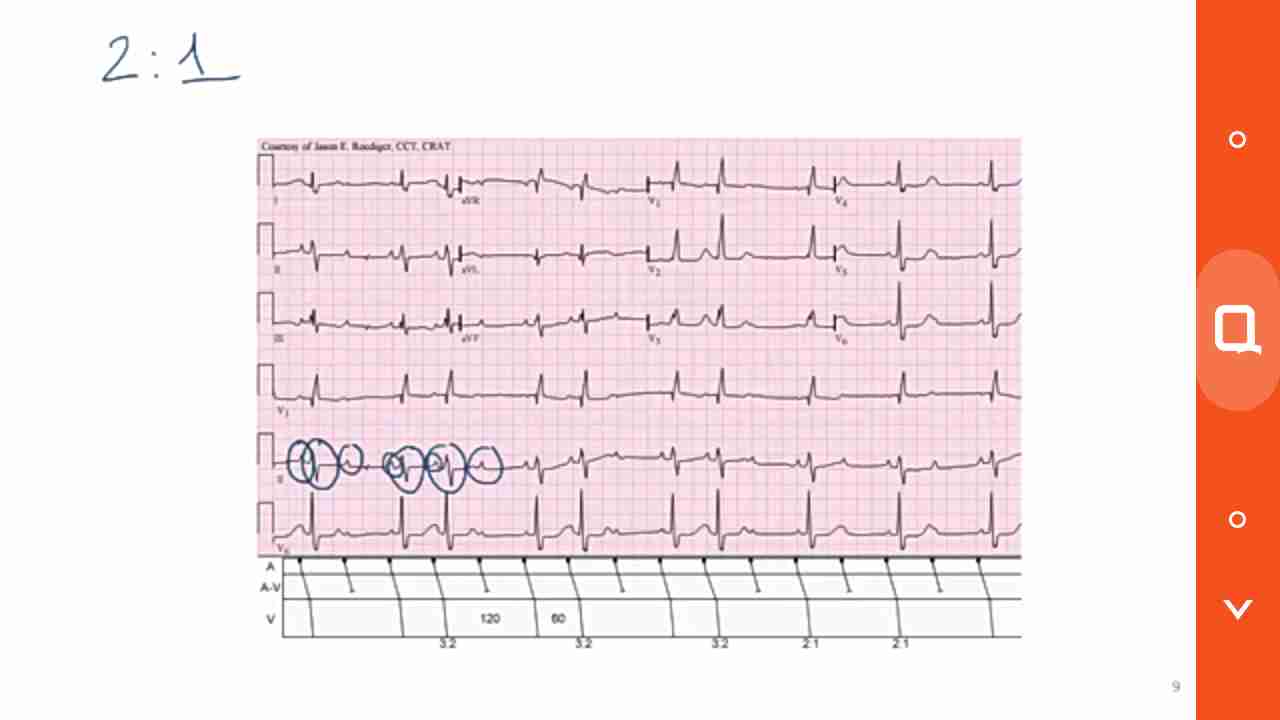 2:1
Courtesy of Jason E. Roediger, CCT, CRAT
I aVR V1 V4
II aVL V2 V5
III aVF V3 V6
V1
II
V6
A
A-V
V 120 60
3:2 3:2 3:2 2:1 2:1
9